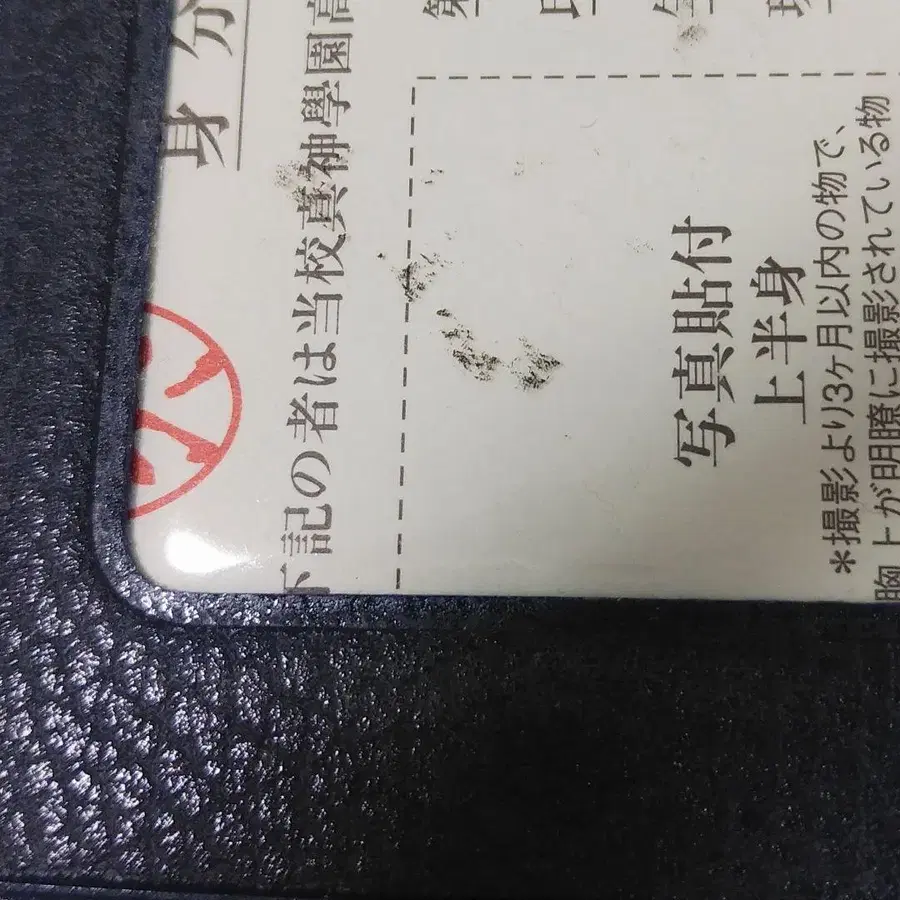 身分
下記の者は当校真神學園高
第
写真貼付
上半身
*撮影より3ヶ月以内の物で、
胸上が明瞭に撮影されている物